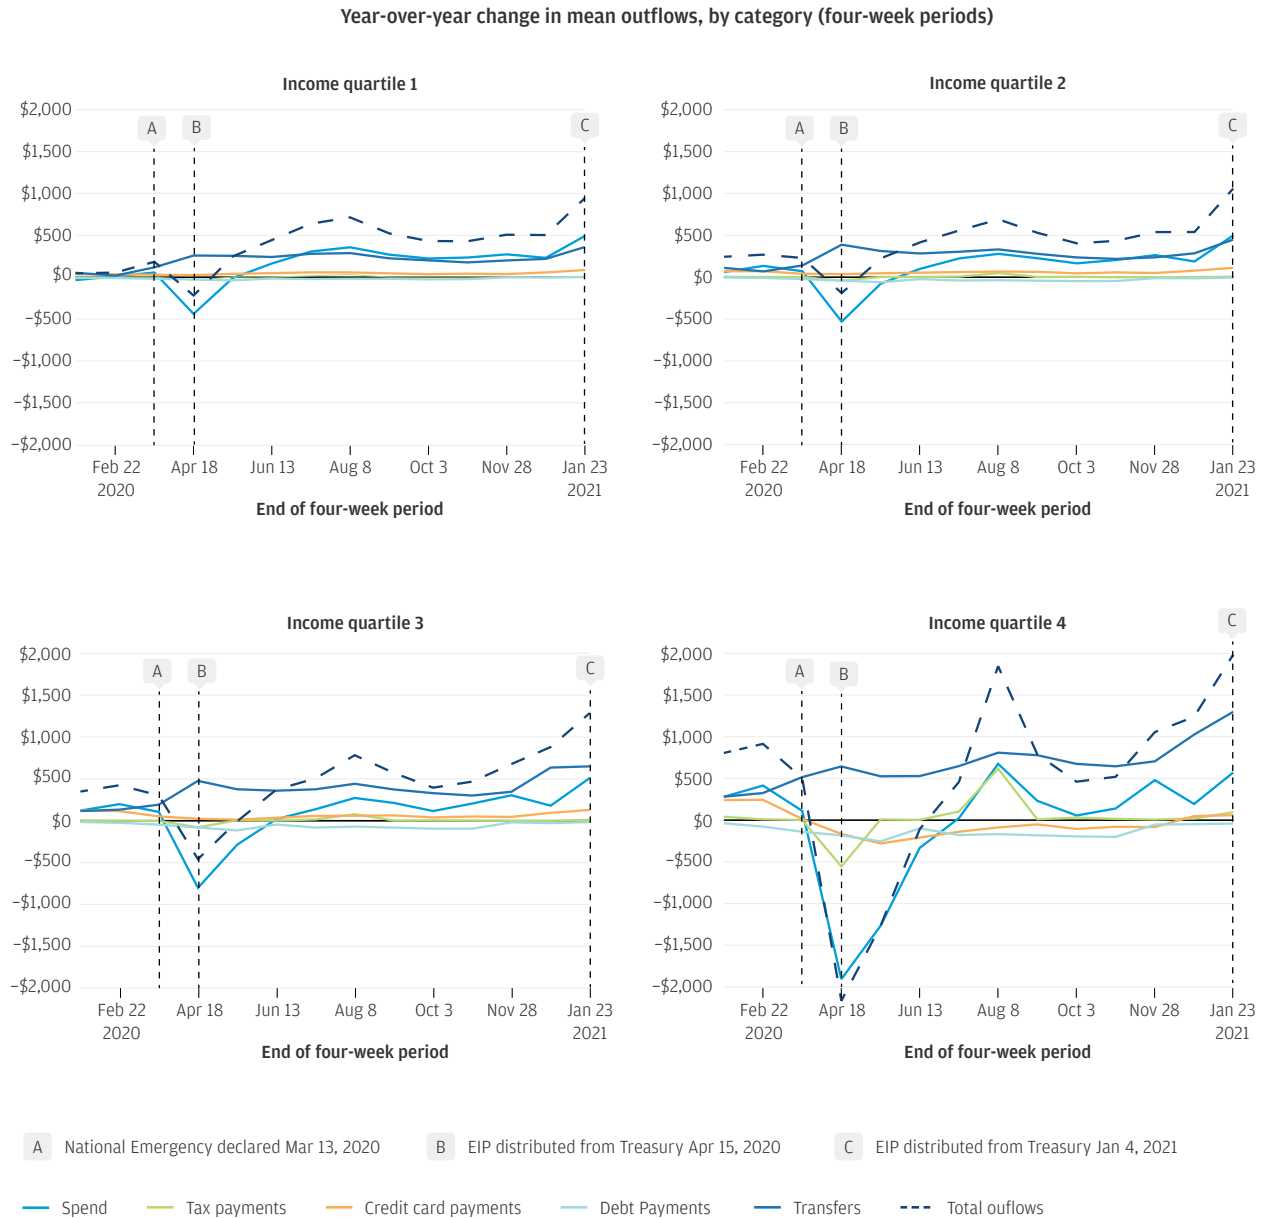 Year-over-year change in mean outflows, by category (four-week periods)
Income quartile 1
$2,000
$1,500
$1,000
$500
$0
−$500
−$1,000
−$1,500
−$2,000
A
B
C
Feb 22 Apr 18 Jun 13 Aug 8 Oct 3 Nov 28 Jan 23
2020 2021
End of four-week period
Income quartile 2
$2,000
$1,500
$1,000
$500
$0
−$500
−$1,000
−$1,500
−$2,000
A
B
C
Feb 22 Apr 18 Jun 13 Aug 8 Oct 3 Nov 28 Jan 23
2020 2021
End of four-week period
Income quartile 3
$2,000
$1,500
$1,000
$500
$0
−$500
−$1,000
−$1,500
−$2,000
A
B
C
Feb 22 Apr 18 Jun 13 Aug 8 Oct 3 Nov 28 Jan 23
2020 2021
End of four-week period
Income quartile 4
$2,000
$1,500
$1,000
$500
$0
−$500
−$1,000
−$1,500
−$2,000
A
B
C
Feb 22 Apr 18 Jun 13 Aug 8 Oct 3 Nov 28 Jan 23
2020 2021
End of four-week period
A National Emergency declared Mar 13, 2020 B EIP distributed from Treasury Apr 15, 2020 C EIP distributed from Treasury Jan 4, 2021
Spend Tax payments Credit card payments Debt Payments Transfers Total ouflows